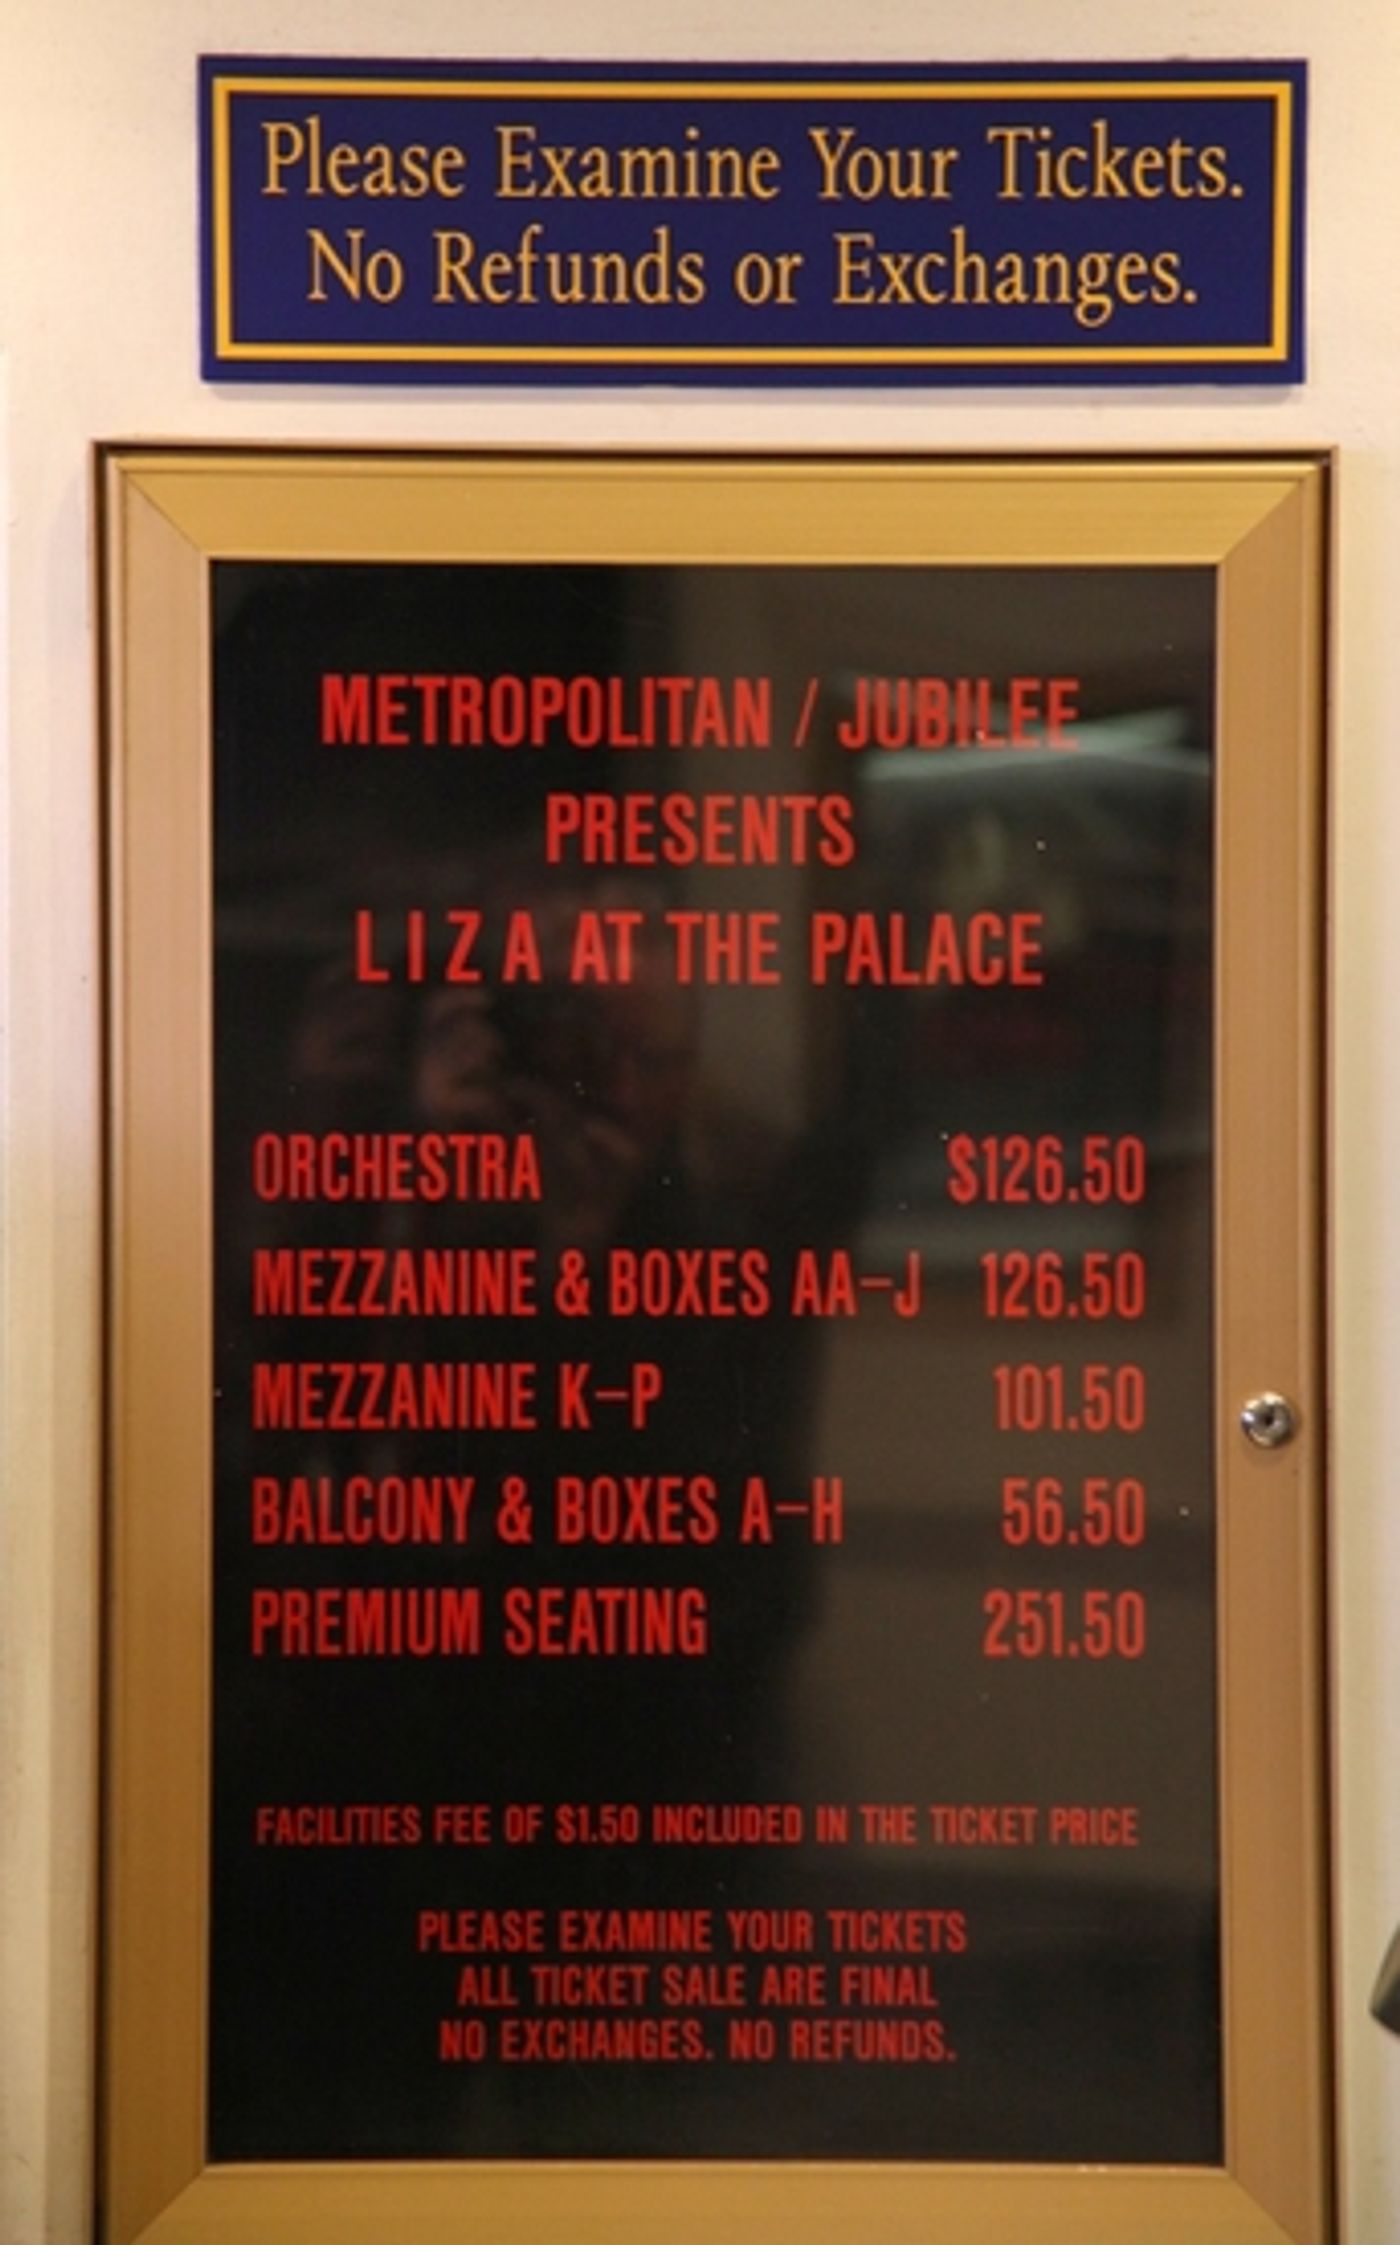 Please Examine Your Tickets.
No Refunds or Exchanges.
METROPOLITAN / JUBILEE
PRESENTS
L I Z A AT THE PALACE
ORCHESTRA $126.50
MEZZANINE & BOXES AA-J 126.50
MEZZANINE K-P 101.50
BALCONY & BOXES A-H 56.50
PREMIUM SEATING 251.50
FACILITIES FEE OF $1.50 INCLUDED IN THE TICKET PRICE
PLEASE EXAMINE YOUR TICKETS
ALL TICKET SALE ARE FINAL
NO EXCHANGES. NO REFUNDS.